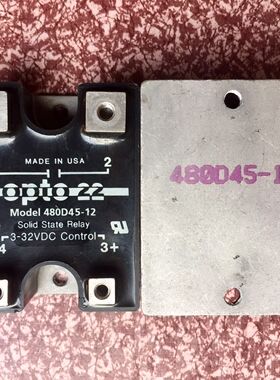 MADE IN USA 2
opto 22
Model 480D45-12
Solid State Relay
3-32VDC Control
4 3+
480D45-1